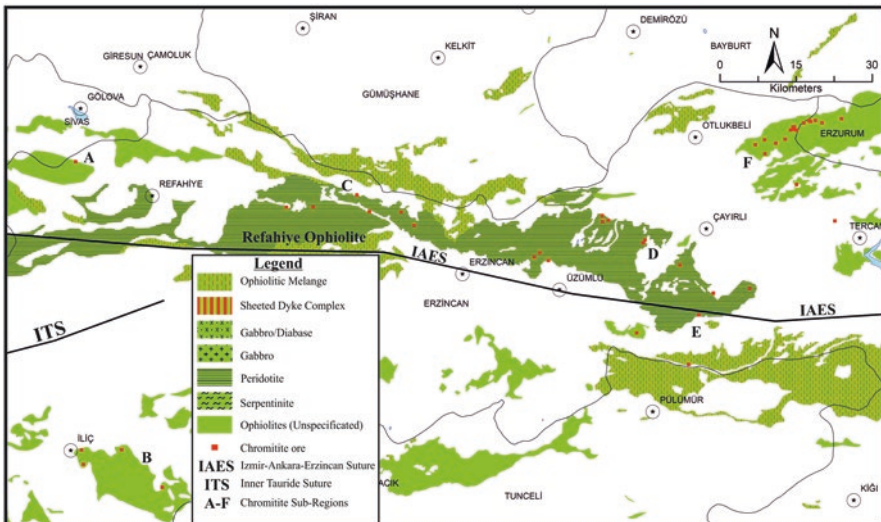 ŞİRAN
DEMİRÖZÜ
N
GİRESUN
ÇAMOLUK
KELKİT
BAYBURT
0 15 30
Kilometers
GÜMÜŞHANE
GÖLOVA
SİVAS
OTLUKBELİ
ERZURUM
A
F
REFAHİYE
C
ÇAYIRLI
TERCAN
Refahiye Ophiolite
IAES
ERZİNCAN
D
ÜZÜMLÜ
ERZİNCAN
IAES
ITS
E
PÜLÜMÜR
İLİÇ
B
ACIK
TUNCELİ
KİĞI
Legend
Ophiolitic Melange
Sheeted Dyke Complex
Gabbro/Diabase
Gabbro
Peridotite
Serpentinite
Ophiolites (Unspecificated)
Chromitite ore
IAES Izmir-Ankara-Erzincan Suture
ITS Inner Tauride Suture
A-F Chromitite Sub-Regions